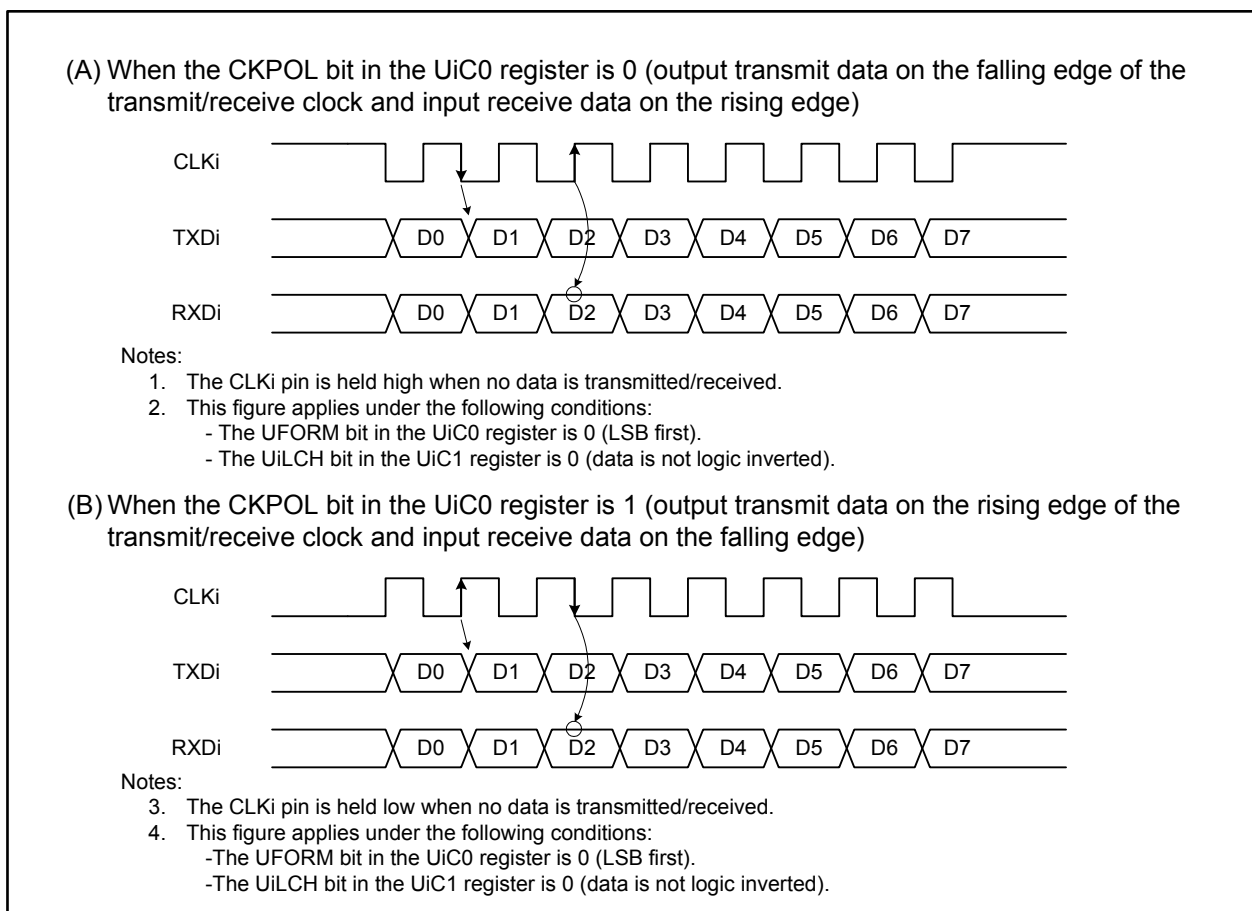 (A) When the CKPOL bit in the UiC0 register is 0 (output transmit data on the falling edge of the
transmit/receive clock and input receive data on the rising edge)
CLKi
TXDi D0 D1 D2 D3 D4 D5 D6 D7
RXDi D0 D1 D2 D3 D4 D5 D6 D7
Notes:
1. The CLKi pin is held high when no data is transmitted/received.
2. This figure applies under the following conditions:
- The UFORM bit in the UiC0 register is 0 (LSB first).
- The UiLCH bit in the UiC1 register is 0 (data is not logic inverted).
(B) When the CKPOL bit in the UiC0 register is 1 (output transmit data on the rising edge of the
transmit/receive clock and input receive data on the falling edge)
CLKi
TXDi D0 D1 D2 D3 D4 D5 D6 D7
RXDi D0 D1 D2 D3 D4 D5 D6 D7
Notes:
3. The CLKi pin is held low when no data is transmitted/received.
4. This figure applies under the following conditions:
-The UFORM bit in the UiC0 register is 0 (LSB first).
-The UiLCH bit in the UiC1 register is 0 (data is not logic inverted).